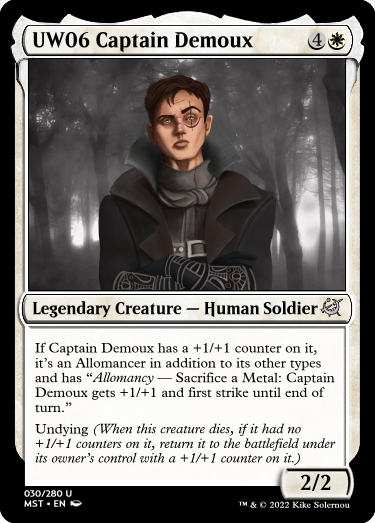 UW06 Captain Demoux 4
Legendary Creature — Human Soldier
If Captain Demoux has a +1/+1 counter on it,
it's an Allomancer in addition to its other types
and has “Allomancy — Sacrifice a Metal: Captain
Demoux gets +1/+1 and first strike until end of
turn.”
Undying (When this creature dies, if it had no
+1/+1 counters on it, return it to the battlefield under
its owner's control with a +1/+1 counter on it.)
2/2
030/280 U
MST • EN
™ & © 2022 Kike Solernou